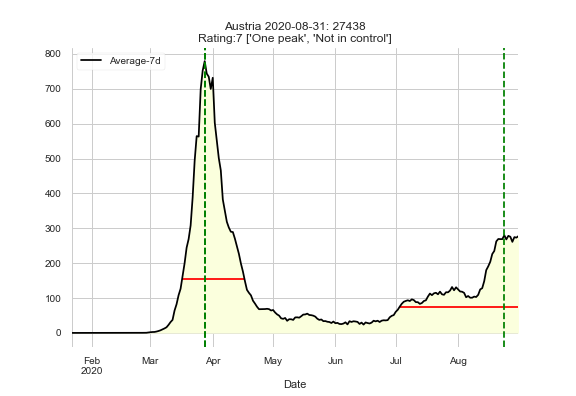 Austria 2020-08-31: 27438
Rating:7 ['One peak', 'Not in control']
800
Average-7d
700
600
500
400
300
200
100
0
Feb Mar Apr May Jun Jul Aug
2020
Date